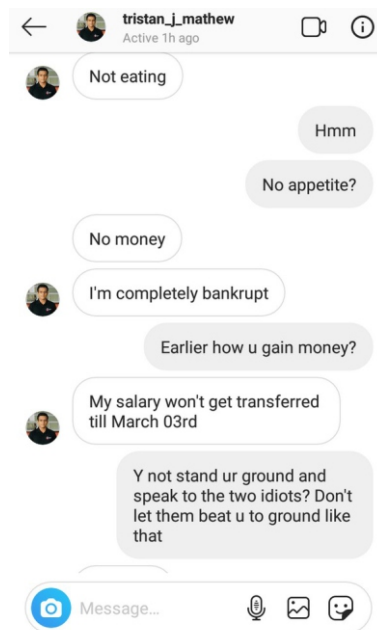 tristan_j_mathew
Active 1h ago
Not eating
Hmm
No appetite?
No money
I'm completely bankrupt
Earlier how u gain money?
My salary won't get transferred
till March 03rd
Y not stand ur ground and
speak to the two idiots? Don't
let them beat u to ground like
that
Message...